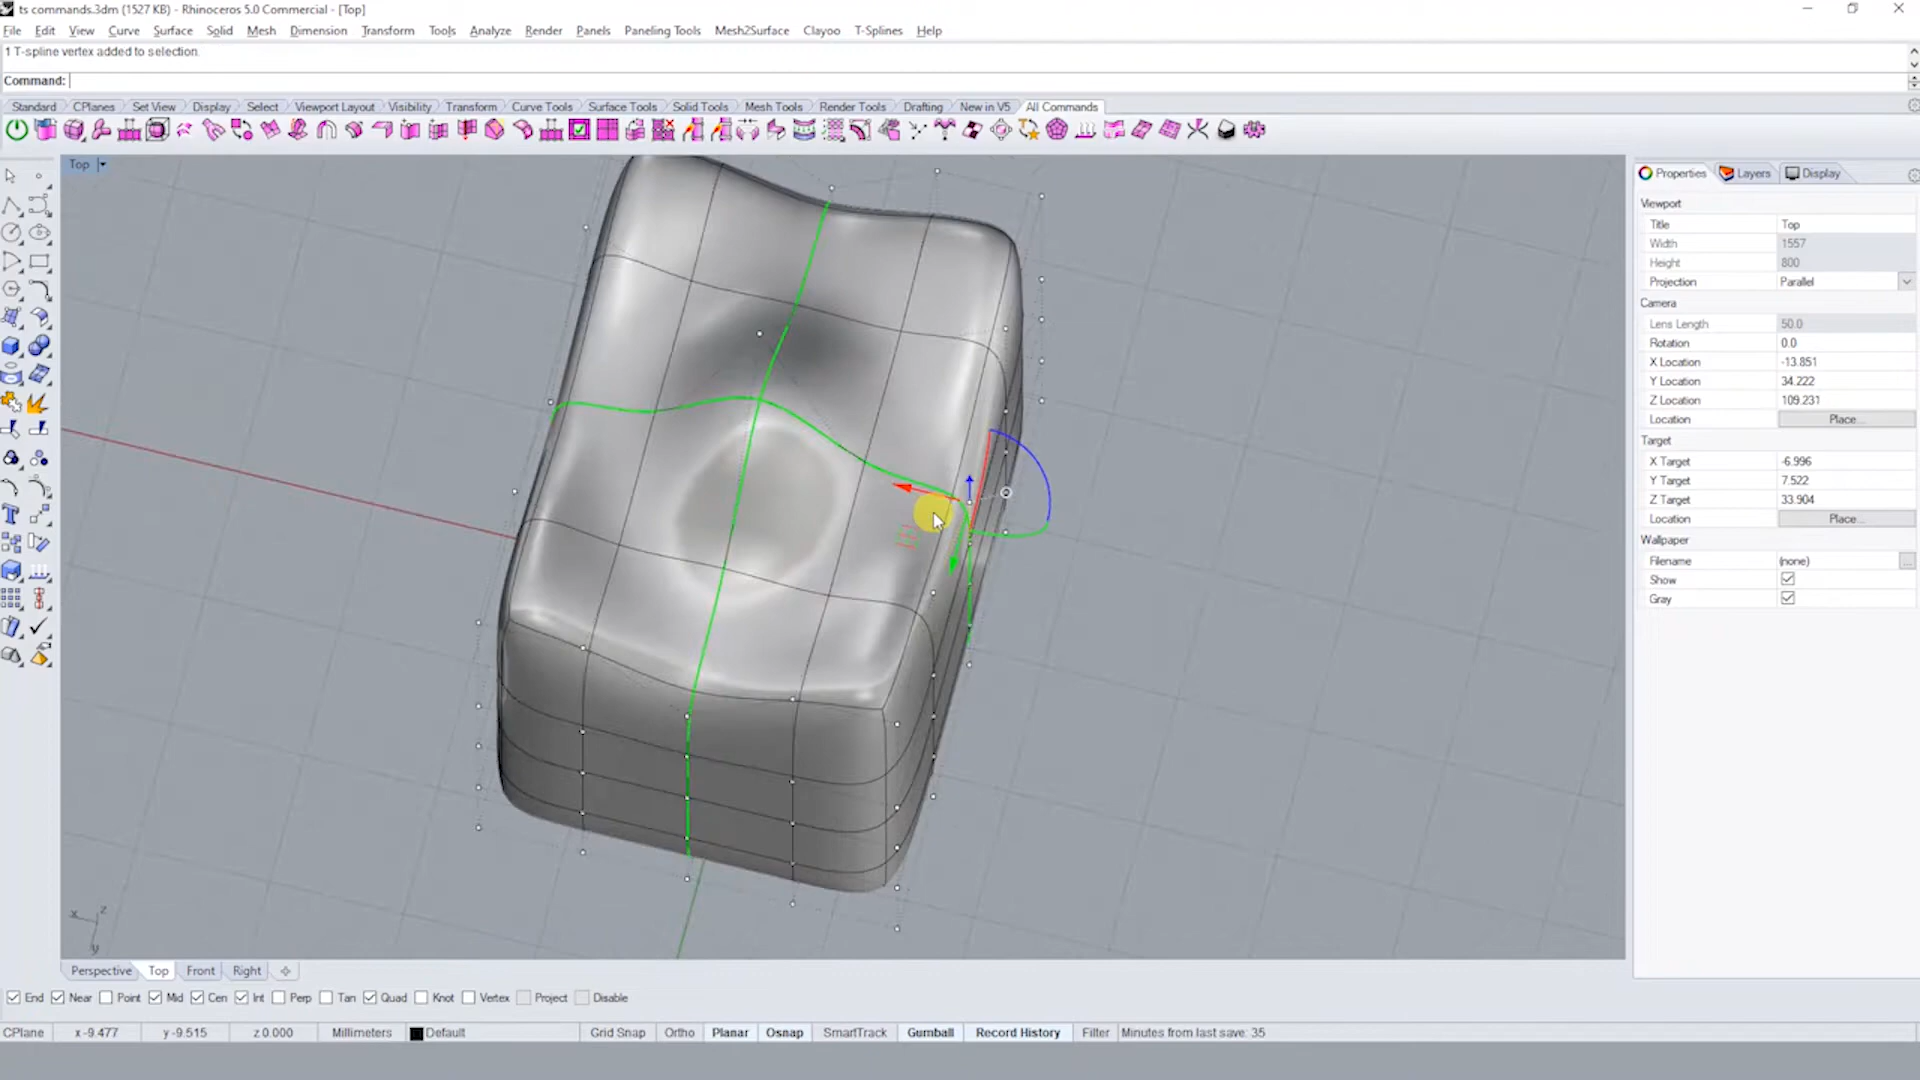 ts commands.3dm (1527 KB) - Rhinoceros 5.0 Commercial - [Top]
File Edit View Curve Surface Solid Mesh Dimension Transform Tools Analyze Render Panels Paneling Tools Mesh2Surface Clayoo T-Splines Help
1 T-spline vertex added to selection.
Command:
Standard CPlanes Set View Display Select Viewport Layout Visibility Transform Curve Tools Surface Tools Solid Tools Mesh Tools Render Tools Drafting New in V5 All Commands
Top
Properties Layers Display
Viewport
Title Top
Width 1557
Height 800
Projection Parallel
Camera
Lens Length 50.0
Rotation 0.0
X Location -13.851
Y Location 34.222
Z Location 109.231
Location Place...
Target
X Target -6.996
Y Target 7.522
Z Target 33.904
Location Place...
Wallpaper
Filename (none) ...
Show
Gray
x z
y
Perspective Top Front Right
End Near Point Mid Cen Int Perp Tan Quad Knot Vertex Project Disable
CPlane x -9.477 y -9.515 z 0.000 Millimeters Default Grid Snap Ortho Planar Osnap SmartTrack Gumball Record History Filter Minutes from last save: 35